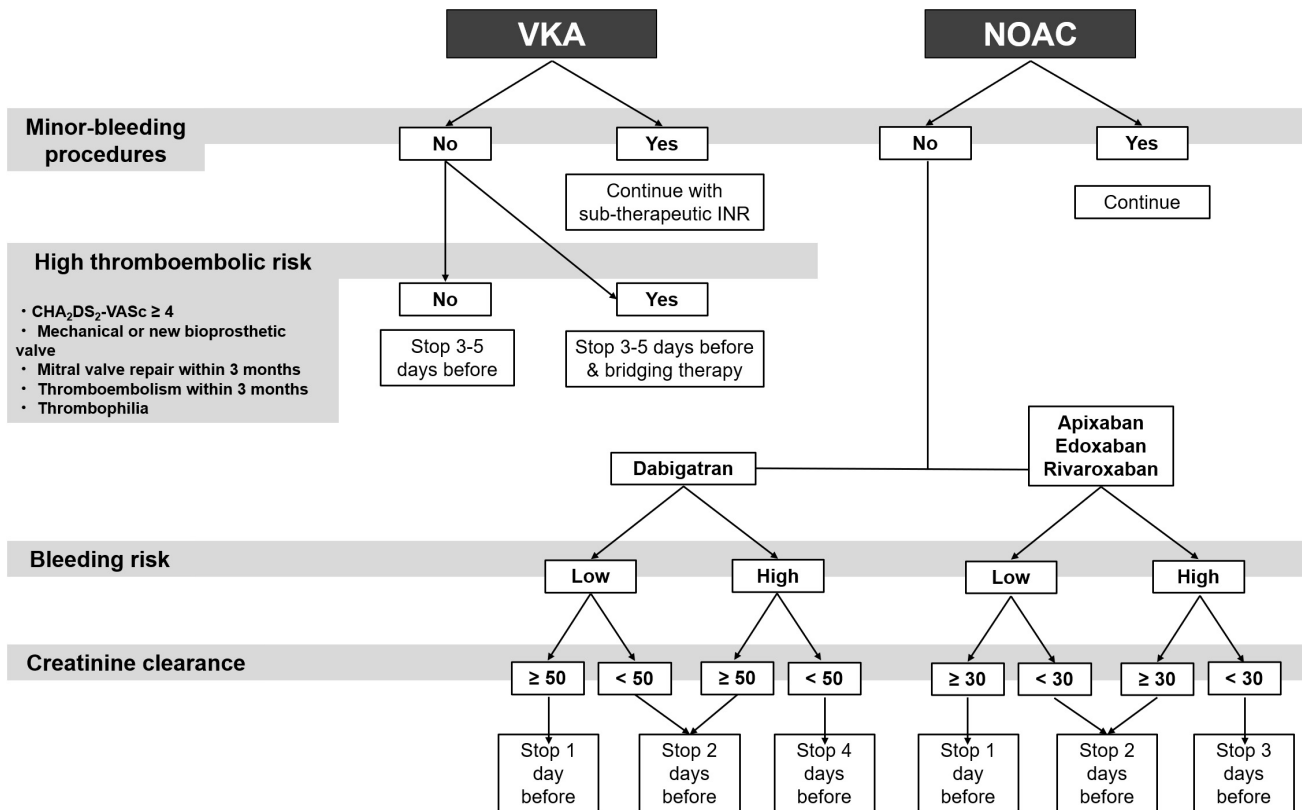 VKA
NOAC
Minor-bleeding
procedures
No
Yes
No
Yes
Continue with
sub-therapeutic INR
Continue
High thromboembolic risk
・CHA₂DS₂-VASc ≥ 4
・ Mechanical or new bioprosthetic
valve
・ Mitral valve repair within 3 months
・ Thromboembolism within 3 months
・ Thrombophilia
No
Yes
Stop 3-5
days before
Stop 3-5 days before
& bridging therapy
Dabigatran
Apixaban
Edoxaban
Rivaroxaban
Bleeding risk
Low
High
Low
High
Creatinine clearance
≥ 50
< 50
≥ 50
< 50
≥ 30
< 30
≥ 30
< 30
Stop 1
day
before
Stop 2
days
before
Stop 4
days
before
Stop 1
day
before
Stop 2
days
before
Stop 3
days
before